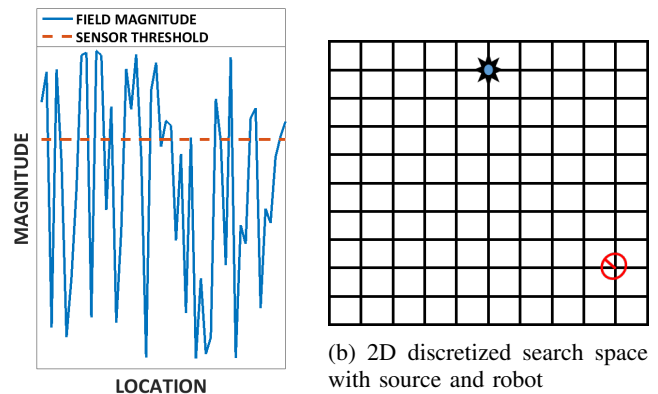 FIELD MAGNITUDE
SENSOR THRESHOLD
MAGNITUDE
LOCATION
(b) 2D discretized search space
with source and robot